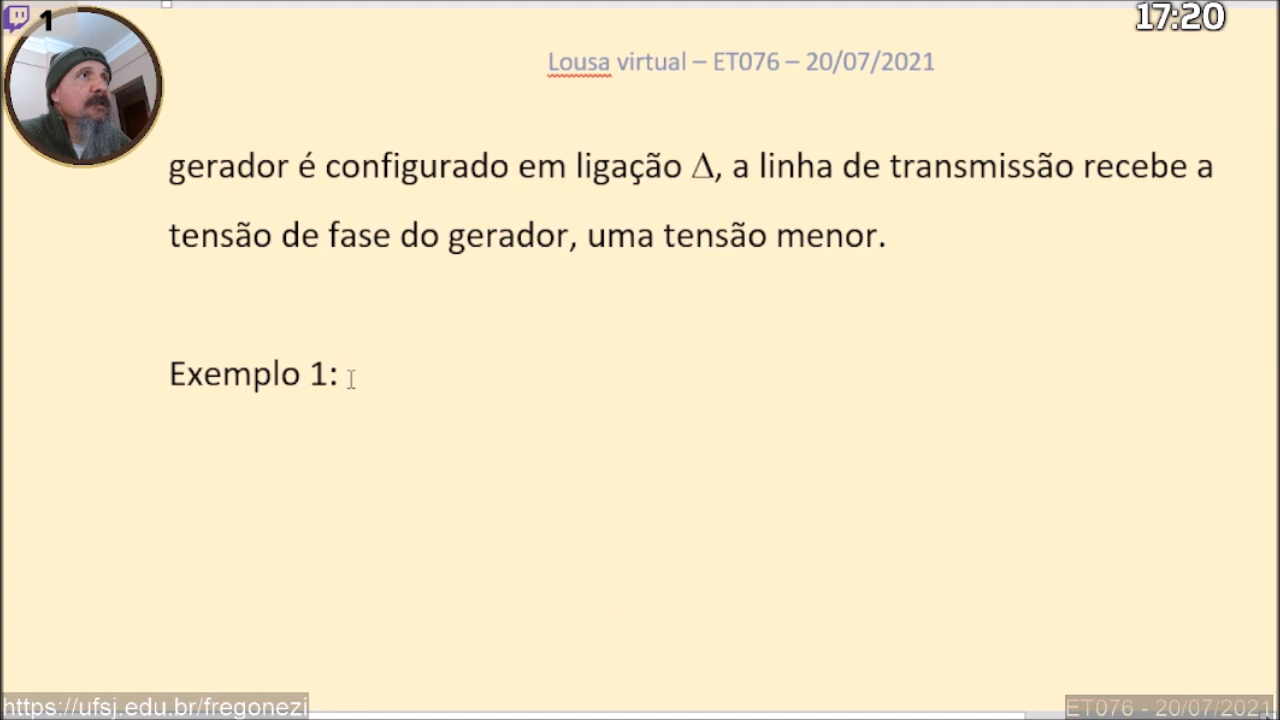 1
17:20
Lousa virtual – ET076 – 20/07/2021
gerador é configurado em ligação Δ, a linha de transmissão recebe a
tensão de fase do gerador, uma tensão menor.
Exemplo 1:
https://ufsj.edu.br/fregonezi
ET076 - 20/07/2021